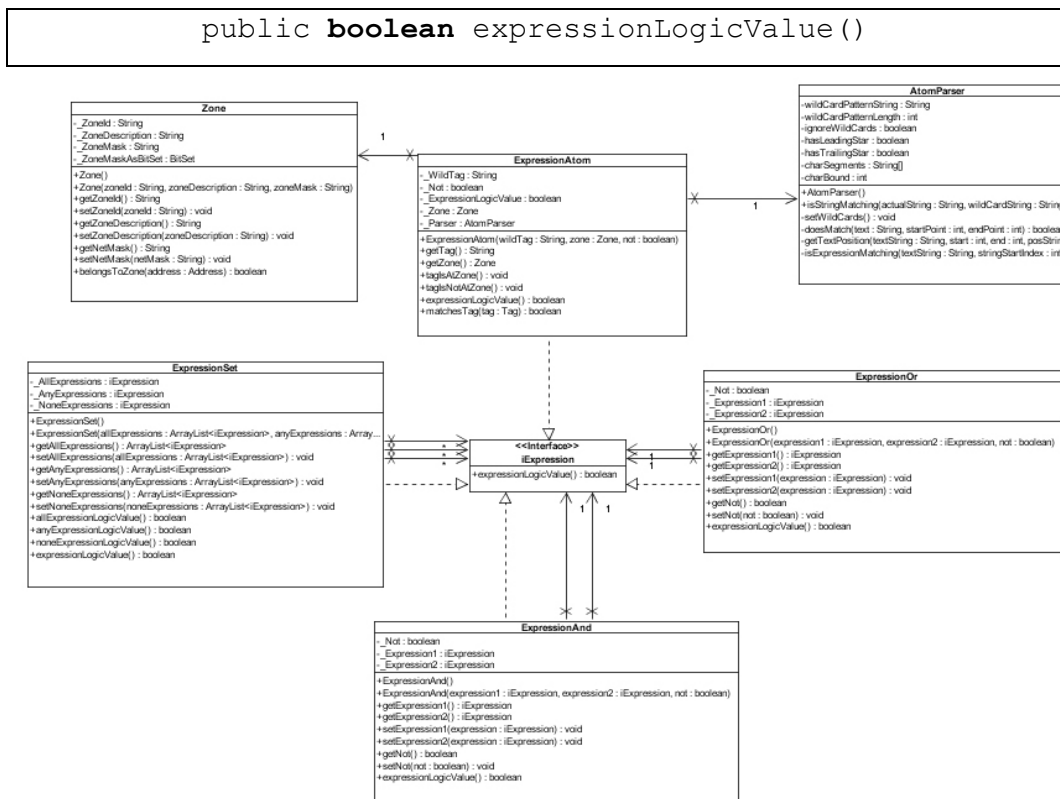 public boolean expressionLogicValue()
Zone
-_ZoneId : String
-_ZoneDescription : String
-_ZoneMask : String
-_ZoneMaskAsBitSet : BitSet
+Zone()
+Zone(zoneId : String, zoneDescription : String, zoneMask : String)
+getZoneId() : String
+setZoneId(zoneId : String) : void
+getZoneDescription() : String
+setZoneDescription(zoneDescription : String) : void
+getNetMask() : String
+setNetMask(netMask : String) : void
+belongsToZone(address : Address) : boolean
1
ExpressionAtom
-_WildTag : String
-_Not : boolean
-_ExpressionLogicValue : boolean
-_Zone : Zone
-_Parser : AtomParser
+ExpressionAtom(wildTag : String, zone : Zone, not : boolean)
+getTag() : String
+getZone() : Zone
+tagIsAtZone() : void
+tagIsNotAtZone() : void
+expressionLogicValue() : boolean
+matchesTag(tag : Tag) : boolean
1
AtomParser
-wildCardPatternString : String
-wildCardPatternLength : int
-ignoreWildCards : boolean
-hasLeadingStar : boolean
-hasTrailingStar : boolean
-charSegments : String[]
-charBound : int
+AtomParser()
+isStringMatching(actualString : String, wildCardString : String
-setWildCards() : void
-doesMatch(text : String, startPoint : int, endPoint : int) : boolea
-getTextPosition(textString : String, start : int, end : int, posStrin
-isExpressionMatching(textString : String, stringStartIndex : int
ExpressionSet
-_AllExpressions : iExpression
-_AnyExpressions : iExpression
-_NoneExpressions : iExpression
+ExpressionSet()
+ExpressionSet(allExpressions : ArrayList<iExpression>, anyExpressions : Array...
+getAllExpressions() : ArrayList<iExpression>
+setAllExpressions(allExpressions : ArrayList<iExpression>) : void
+getAnyExpressions() : ArrayList<iExpression>
+setAnyExpressions(anyExpressions : ArrayList<iExpression>) : void
+getNoneExpressions() : ArrayList<iExpression>
+setNoneExpressions(noneExpressions : ArrayList<iExpression>) : void
+allExpressionLogicValue() : boolean
+anyExpressionLogicValue() : boolean
+noneExpressionLogicValue() : boolean
+expressionLogicValue() : boolean
*
*
*
<<Interface>>
iExpression
+expressionLogicValue() : boolean
1
1
1
1
ExpressionOr
-_Not : boolean
-_Expression1 : iExpression
-_Expression2 : iExpression
+ExpressionOr()
+ExpressionOr(expression1 : iExpression, expression2 : iExpression, not : boolean)
+getExpression1() : iExpression
+getExpression2() : iExpression
+setExpression1(expression : iExpression) : void
+setExpression2(expression : iExpression) : void
+getNot() : boolean
+setNot(not : boolean) : void
+expressionLogicValue() : boolean
ExpressionAnd
-_Not : boolean
-_Expression1 : iExpression
-_Expression2 : iExpression
+ExpressionAnd()
+ExpressionAnd(expression1 : iExpression, expression2 : iExpression, not : boolean)
+getExpression1() : iExpression
+getExpression2() : iExpression
+setExpression1(expression : iExpression) : void
+setExpression2(expression : iExpression) : void
+getNot() : boolean
+setNot(not : boolean) : void
+expressionLogicValue() : boolean